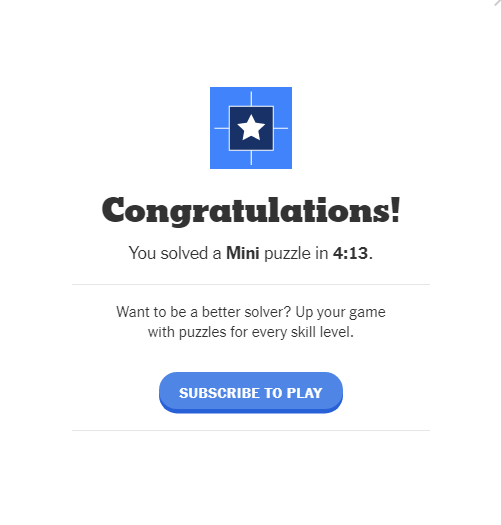 Congratulations!
You solved a Mini puzzle in 4:13.
Want to be a better solver? Up your game
with puzzles for every skill level.
SUBSCRIBE TO PLAY